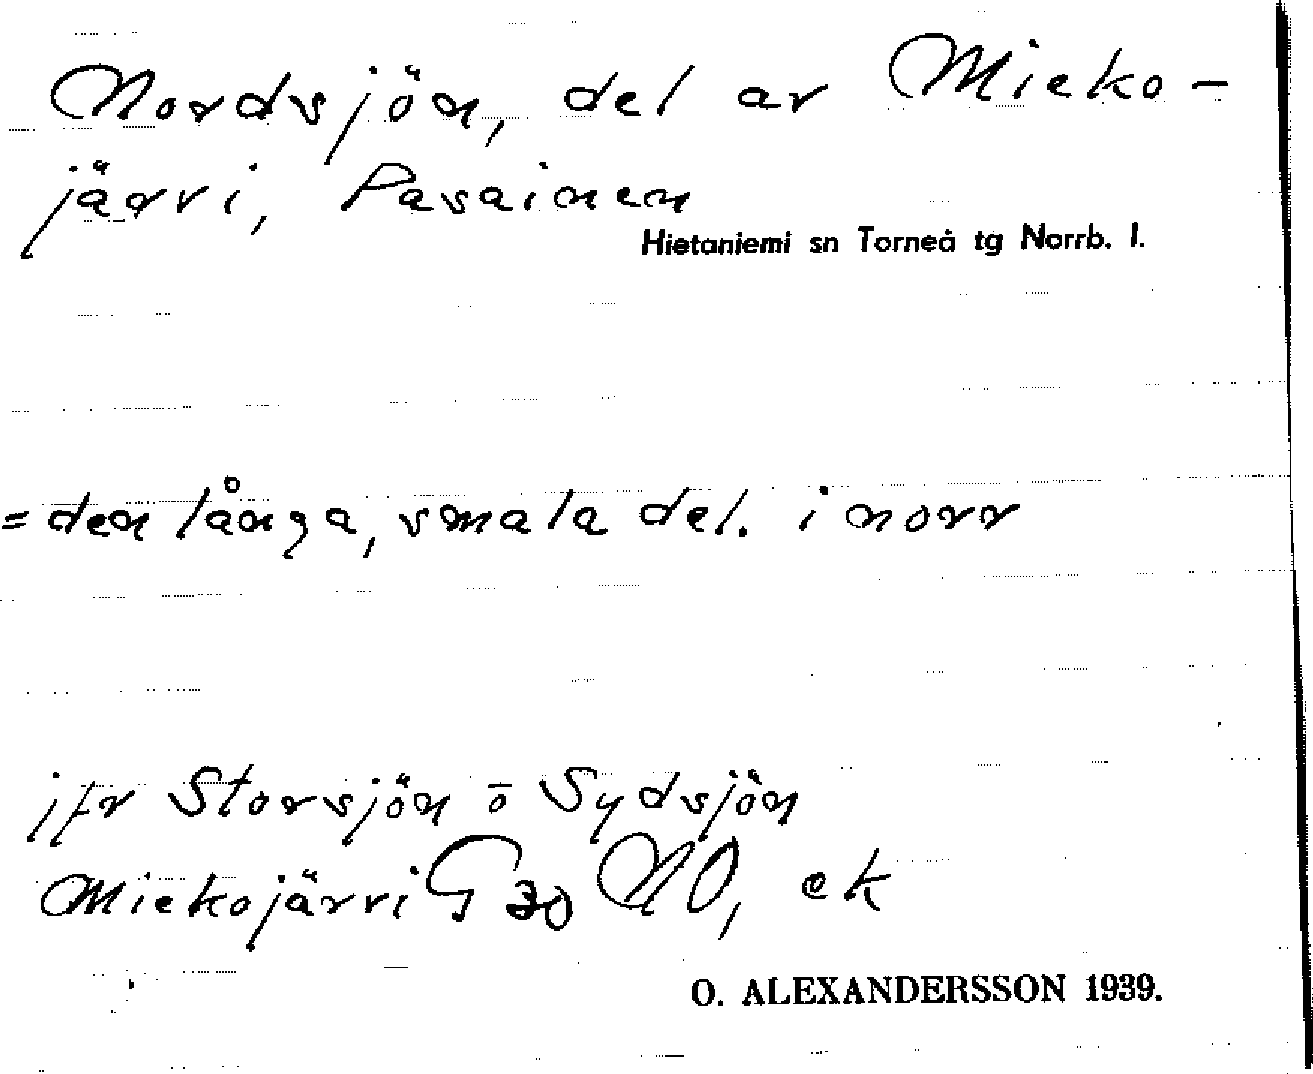 Nordsjön, del av Mieko-
järvi, Pasainen
Hietaniemi sn Torneå tg Norrb. l.
= den långa, smala del. i norr
jfr Storsjön o Sydsjön
Miekojärvi G 30 NO, ek
O. ALEXANDERSSON 1939.